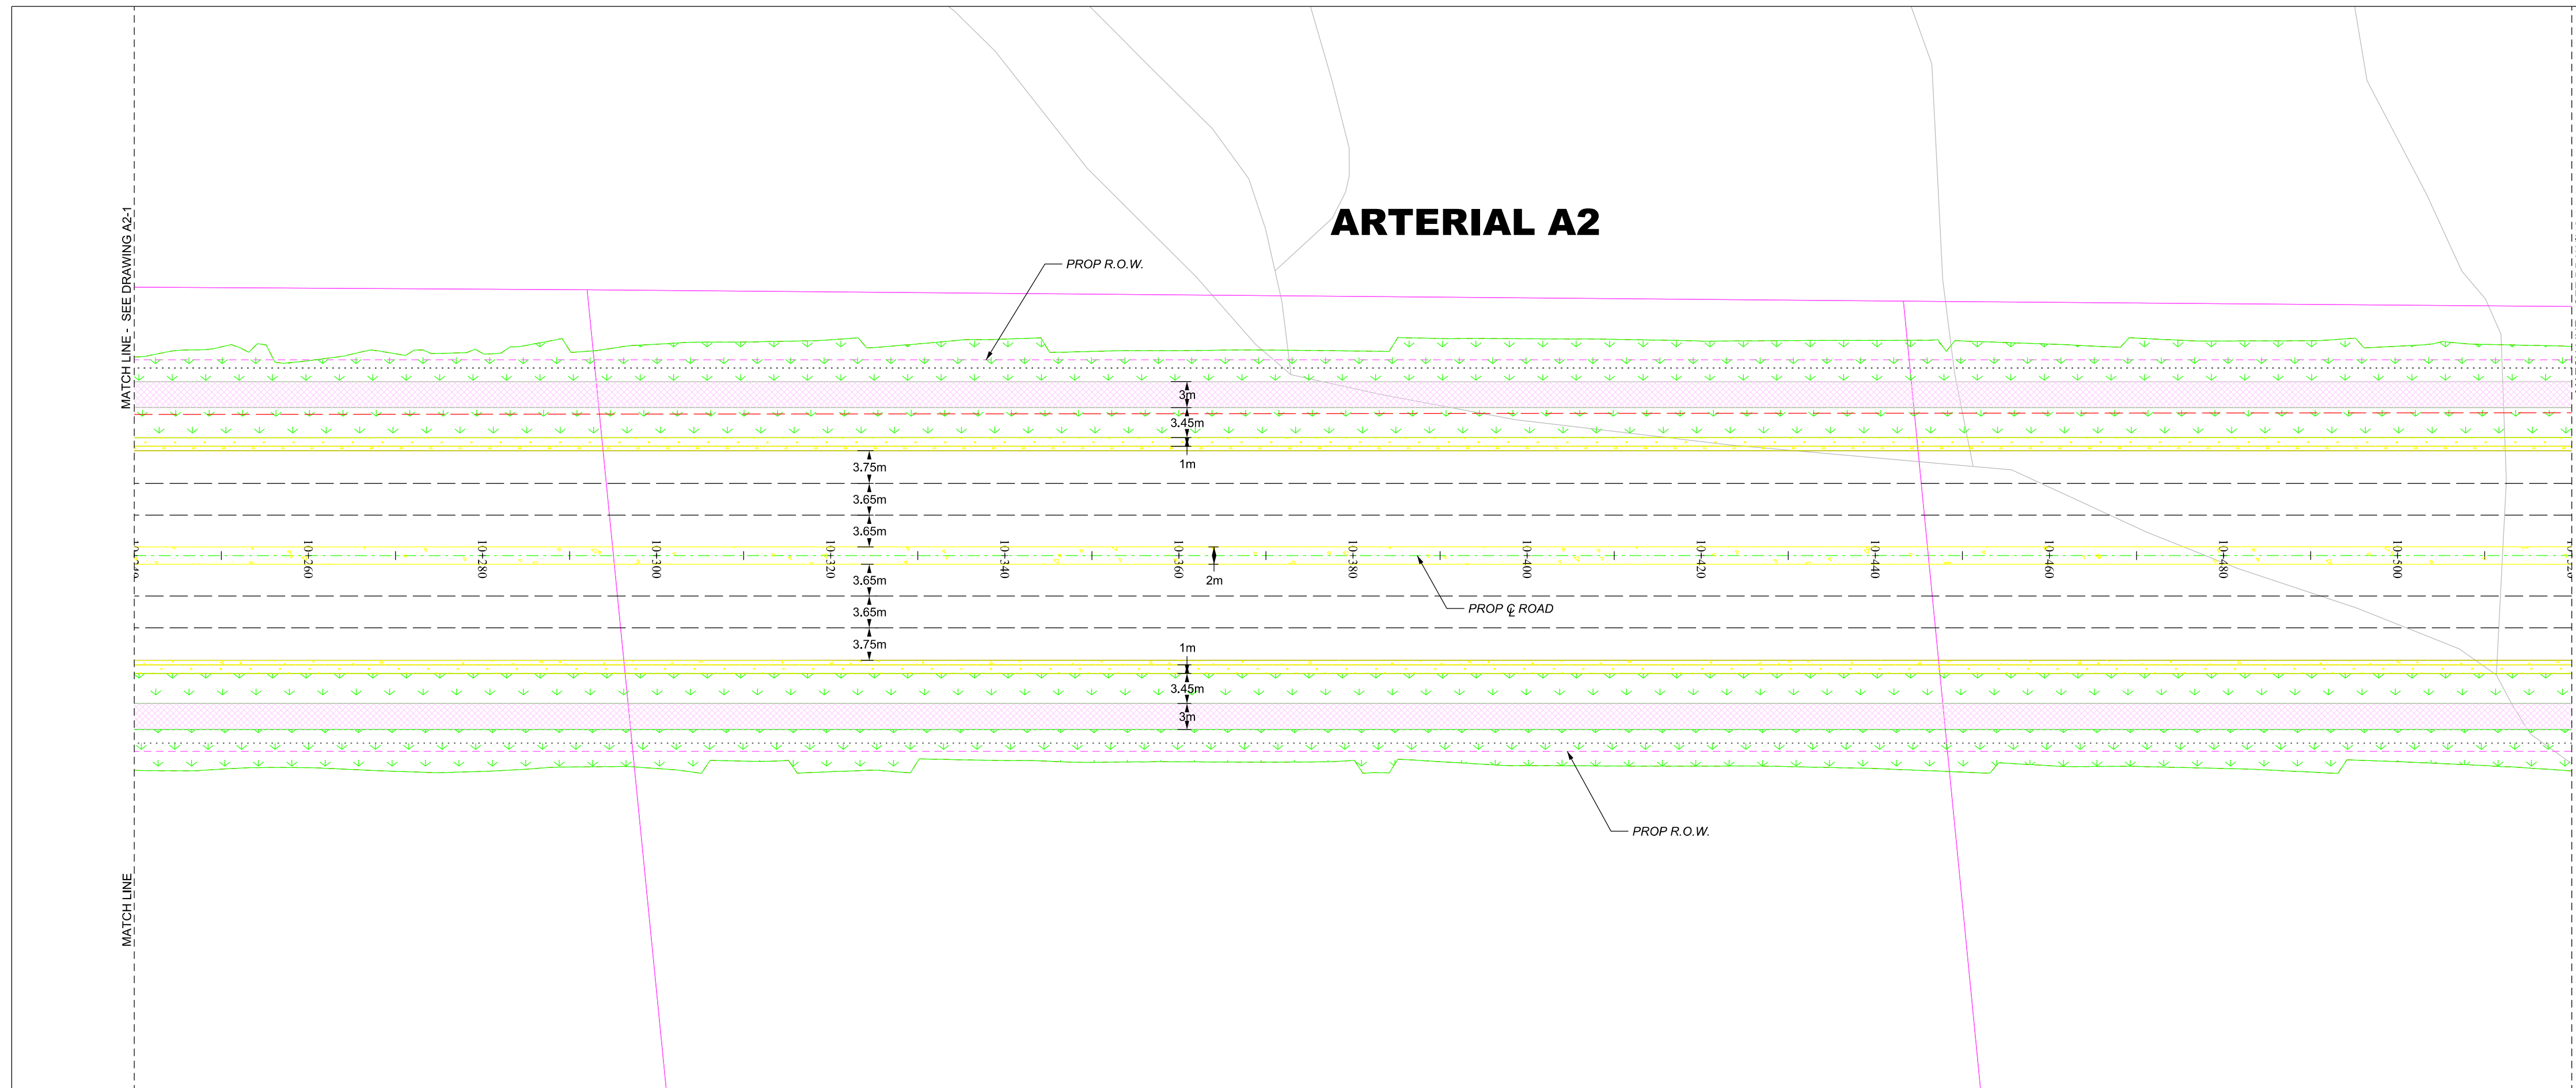 ARTERIAL A2
MATCH LINE - SEE DRAWING A2-1
PROP R.O.W.
3m
3.45m
1m
3.75m
3.65m
3.65m
10+260
10+280
10+300
10+320
10+340
10+360
10+380
10+400
10+420
10+440
10+460
10+480
10+500
2m
3.65m
3.65m
3.75m
PROP ℄ ROAD
1m
3.45m
3m
PROP R.O.W.
MATCH LINE